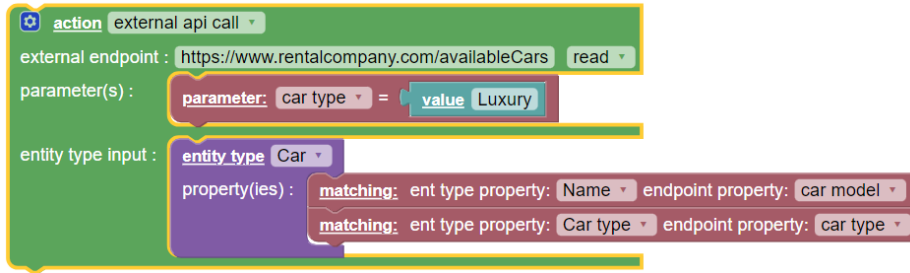 action external api call
external endpoint : https://www.rentalcompany.com/availableCars read
parameter(s) : parameter: car type = value Luxury
entity type input : entity type Car
property(ies) : matching: ent type property: Name endpoint property: car model
matching: ent type property: Car type endpoint property: car type